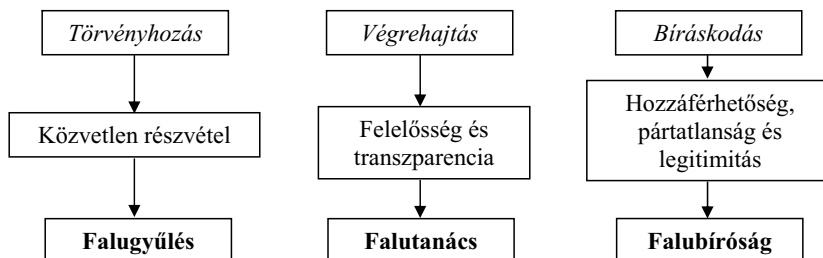 Törvényhozás
Végrehajtás
Bíráskodás
Közvetlen részvétel
Felelősség és
transzparencia
Hozzáférhetőség,
pártatlanság és
legitimitás
Falugyűlés
Falutanács
Falubíróság